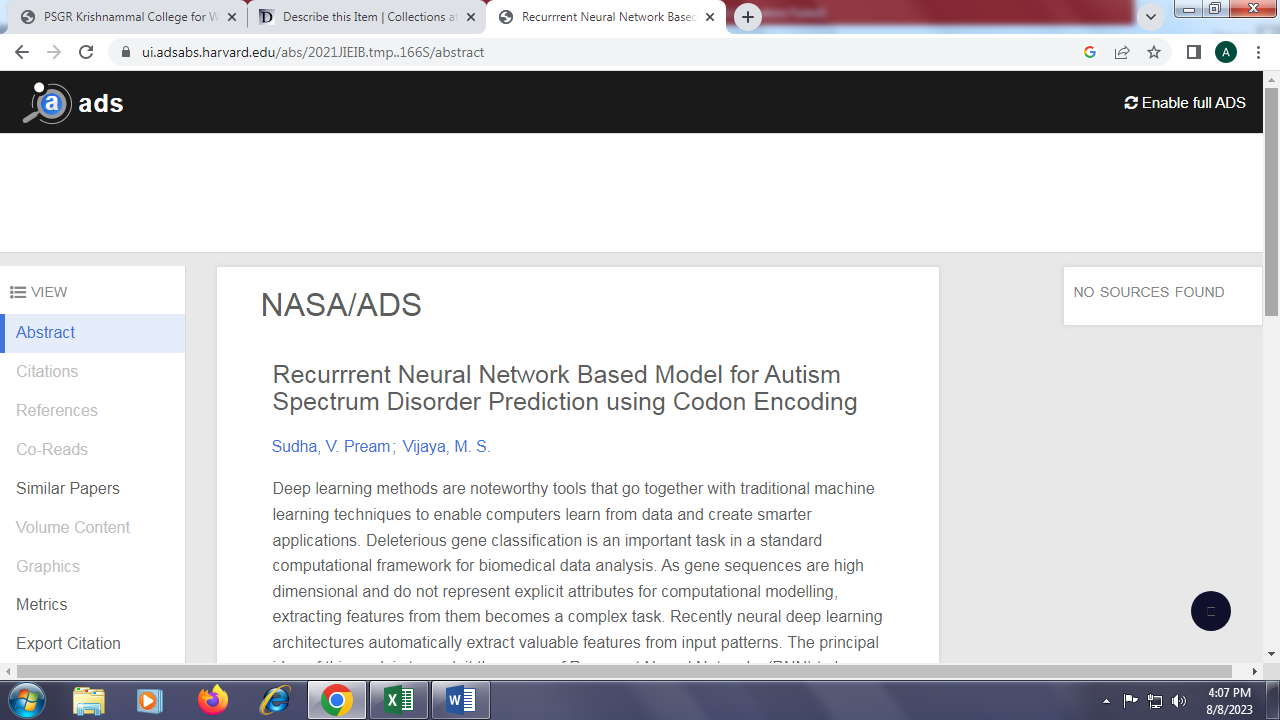 PSGR Krishnammal College for W
Describe this Item | Collections at
Recurrrent Neural Network Based
ui.adsabs.harvard.edu/abs/2021JIEIB.tmp..166S/abstract
A
a ads
Enable full ADS
VIEW
Abstract
Citations
References
Co-Reads
Similar Papers
Volume Content
Graphics
Metrics
Export Citation
NASA/ADS
Recurrrent Neural Network Based Model for Autism
Spectrum Disorder Prediction using Codon Encoding
Sudha, V. Pream; Vijaya, M. S.
Deep learning methods are noteworthy tools that go together with traditional machine
learning techniques to enable computers learn from data and create smarter
applications. Deleterious gene classification is an important task in a standard
computational framework for biomedical data analysis. As gene sequences are high
dimensional and do not represent explicit attributes for computational modelling,
extracting features from them becomes a complex task. Recently neural deep learning
architectures automatically extract valuable features from input patterns. The principal
NO SOURCES FOUND
4:07 PM
8/8/2023